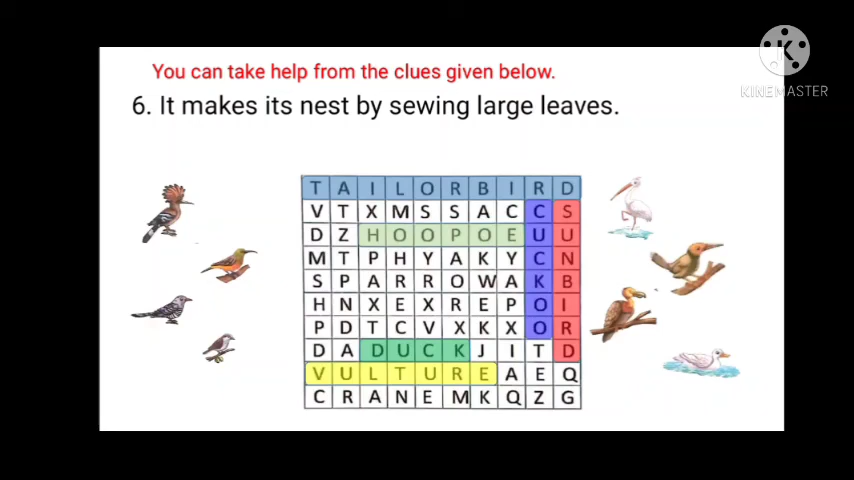 KINEMASTER
You can take help from the clues given below.
6. It makes its nest by sewing large leaves.
T A I L O R B I R D
V T X M S S A C C S
D Z H O O P O E U U
M T P H Y A K Y C N
S P A R R O W A K B
H N X E X R E P O I
P D T C V X K X O R
D A D U C K J I T D
V U L T U R E A E Q
C R A N E M K Q Z G